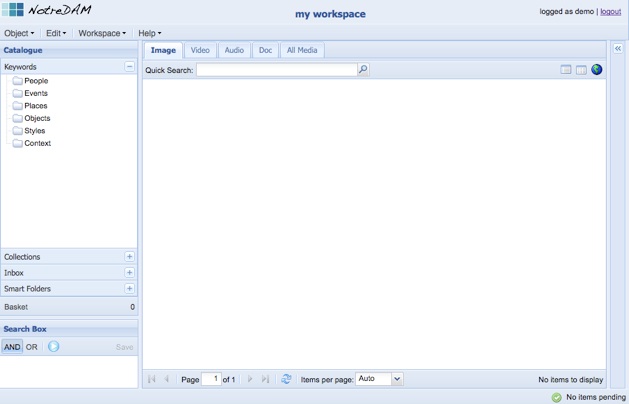 NotreDAM
my workspace
logged as demo | logout
Object Edit Workspace Help
Catalogue
Keywords
People
Events
Places
Objects
Styles
Context
Collections
Inbox
Smart Folders
Basket 0
Search Box
AND OR Save
Image Video Audio Doc All Media
Quick Search:
Page 1 of 1 Items per page: Auto No items to display
No items pending